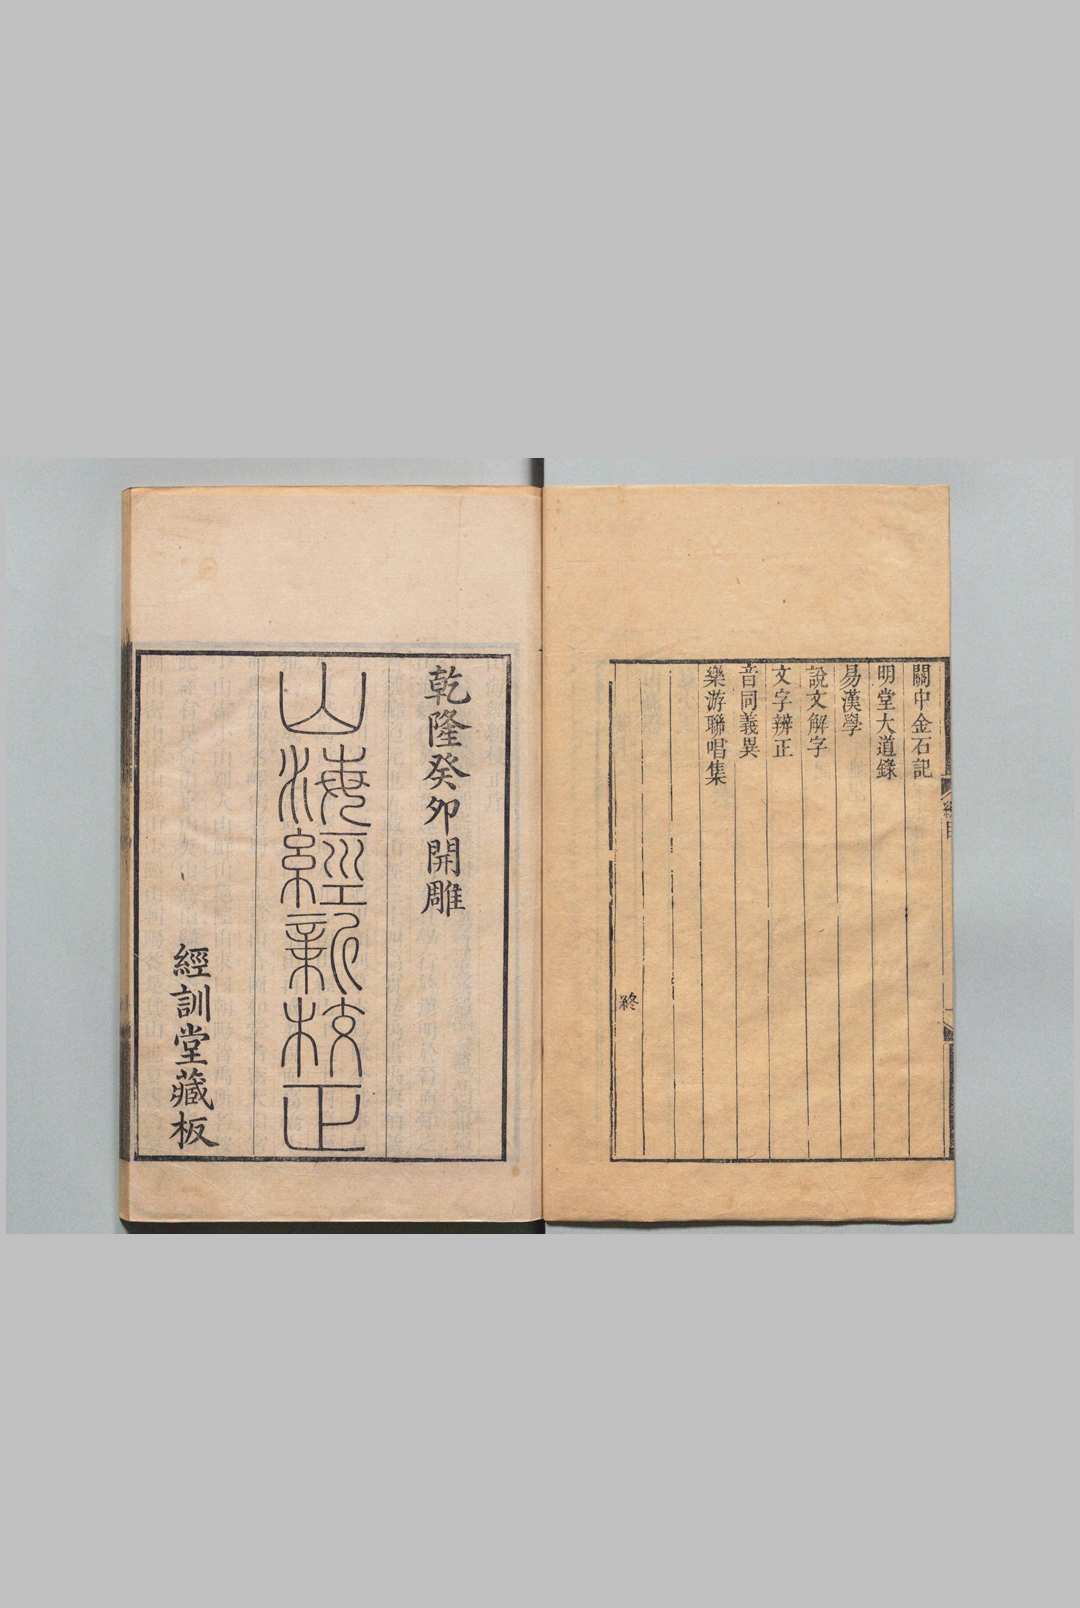 關中金石記
明堂大道錄
易漢學
說文解字
文字辨正
音同義異
樂游聯唱集
終
乾隆癸卯開雕
山海經新校正
經訓堂藏板